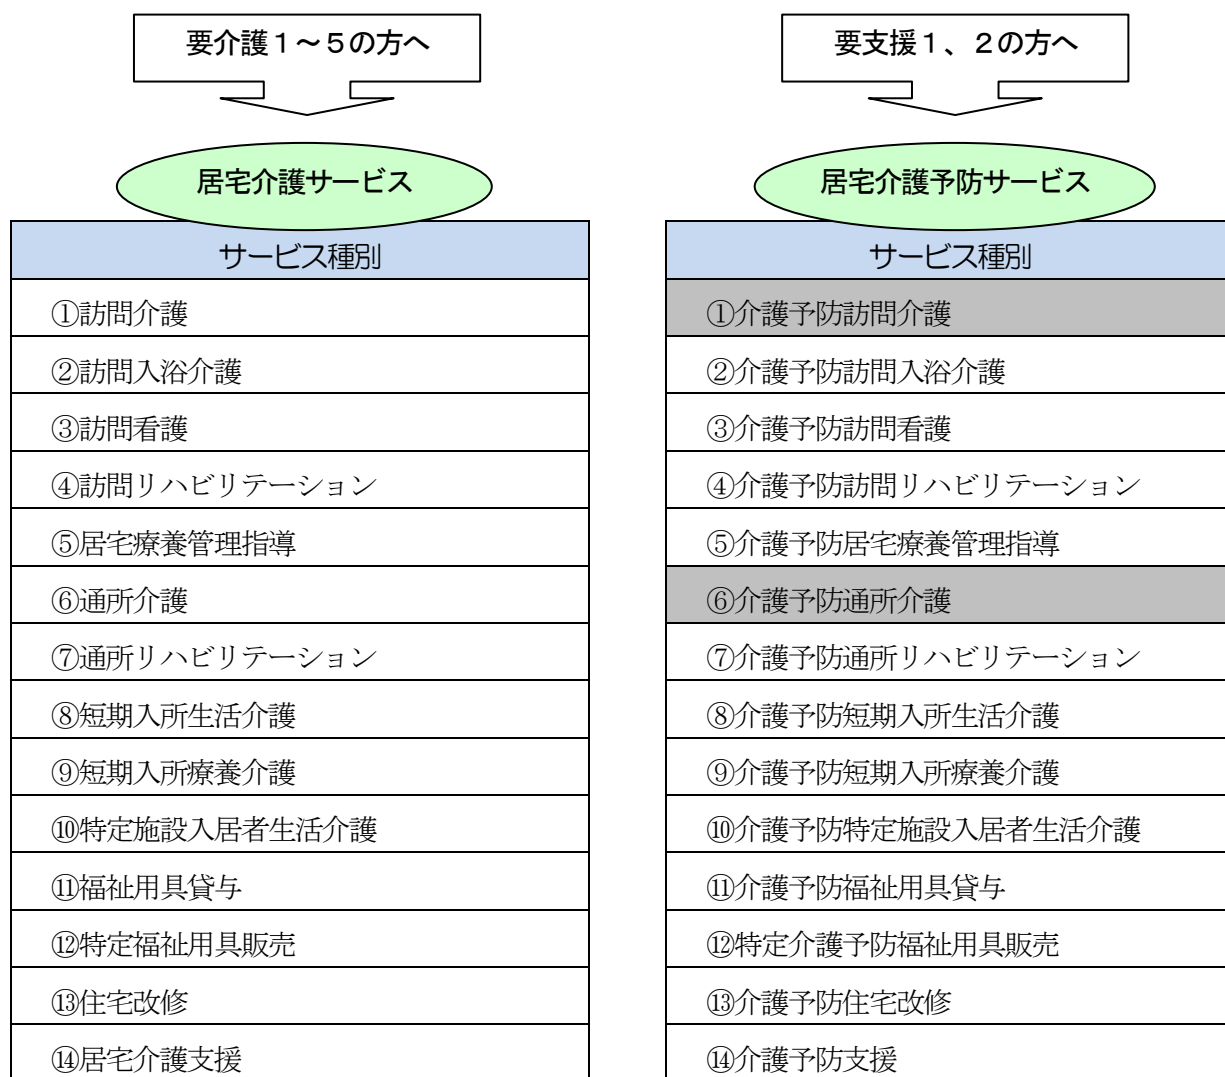 要介護１～５の方へ
居宅介護サービス
サービス種別
①訪問介護
②訪問入浴介護
③訪問看護
④訪問リハビリテーション
⑤居宅療養管理指導
⑥通所介護
⑦通所リハビリテーション
⑧短期入所生活介護
⑨短期入所療養介護
⑩特定施設入居者生活介護
⑪福祉用具貸与
⑫特定福祉用具販売
⑬住宅改修
⑭居宅介護支援
要支援１、２の方へ
居宅介護予防サービス
サービス種別
①介護予防訪問介護
②介護予防訪問入浴介護
③介護予防訪問看護
④介護予防訪問リハビリテーション
⑤介護予防居宅療養管理指導
⑥介護予防通所介護
⑦介護予防通所リハビリテーション
⑧介護予防短期入所生活介護
⑨介護予防短期入所療養介護
⑩介護予防特定施設入居者生活介護
⑪介護予防福祉用具貸与
⑫特定介護予防福祉用具販売
⑬介護予防住宅改修
⑭介護予防支援